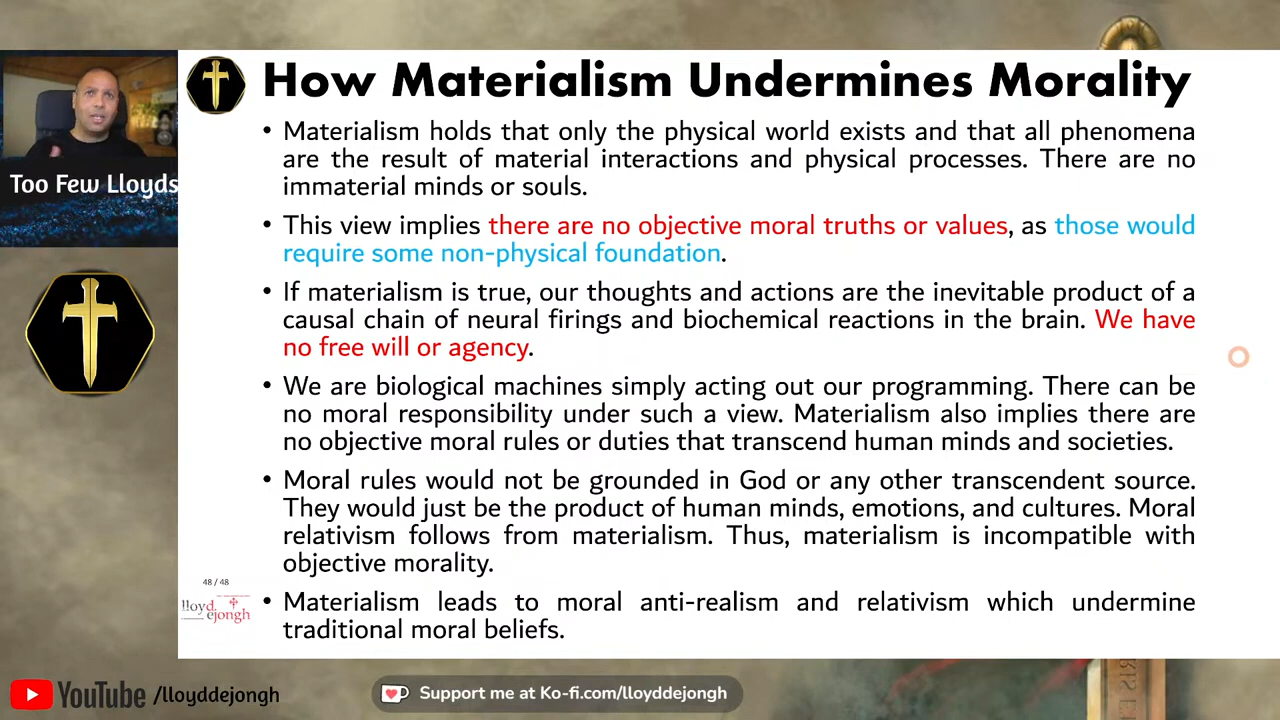 How Materialism Undermines Morality
• Materialism holds that only the physical world exists and that all phenomena
are the result of material interactions and physical processes. There are no
immaterial minds or souls.
Too Few Lloyds
• This view implies there are no objective moral truths or values, as those would
require some non-physical foundation.
• If materialism is true, our thoughts and actions are the inevitable product of a
causal chain of neural firings and biochemical reactions in the brain. We have
no free will or agency.
• We are biological machines simply acting out our programming. There can be
no moral responsibility under such a view. Materialism also implies there are
no objective moral rules or duties that transcend human minds and societies.
• Moral rules would not be grounded in God or any other transcendent source.
They would just be the product of human minds, emotions, and cultures. Moral
relativism follows from materialism. Thus, materialism is incompatible with
objective morality.
48 / 48
lloyd
ejongh
• Materialism leads to moral anti-realism and relativism which undermine
traditional moral beliefs.
YouTube /lloyddejongh
Support me at Ko-fi.com/lloyddejongh